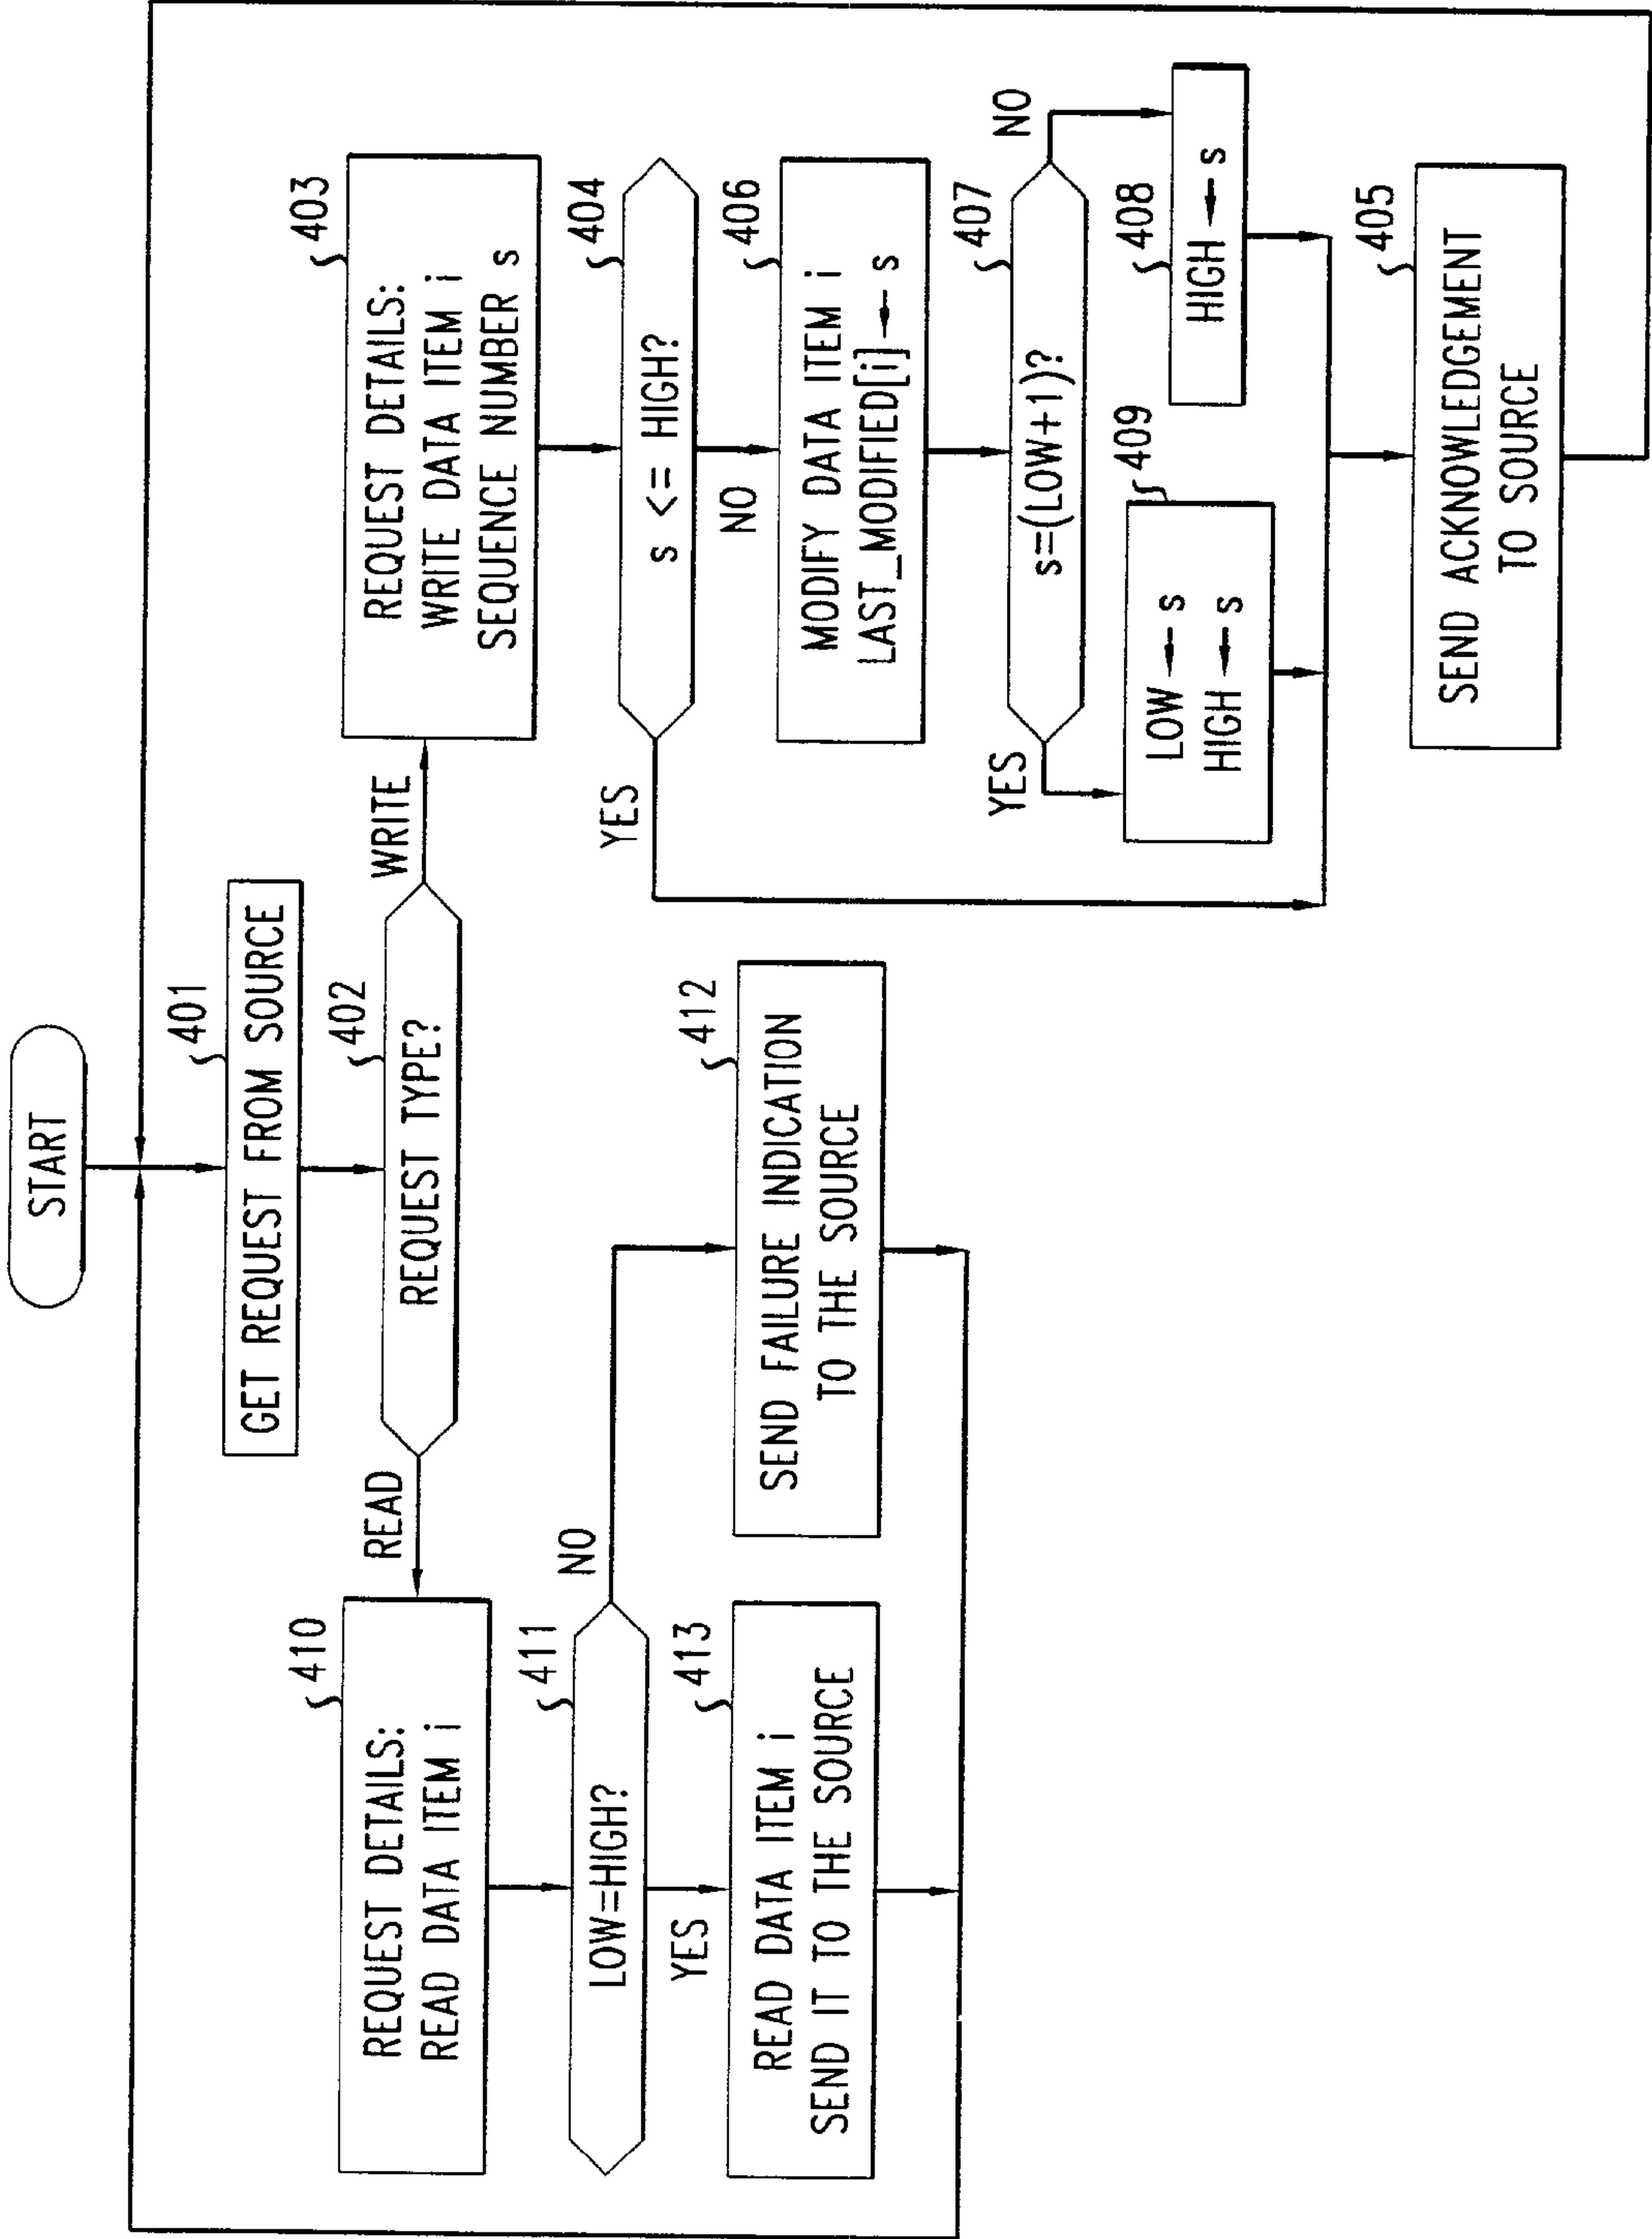 START
401
GET REQUEST FROM SOURCE
402
REQUEST TYPE?
READ
WRITE
410
REQUEST DETAILS:
READ DATA ITEM i
411
LOW=HIGH?
NO
YES
413
READ DATA ITEM i
SEND IT TO THE SOURCE
412
SEND FAILURE INDICATION
TO THE SOURCE
403
REQUEST DETAILS:
WRITE DATA ITEM i
SEQUENCE NUMBER s
404
s <= HIGH?
YES
NO
406
MODIFY DATA ITEM i
LAST_MODIFIED[i]← s
407
s=(LOW+1)?
YES
NO
409
LOW ← s
HIGH ← s
408
HIGH ← s
405
SEND ACKNOWLEDGEMENT
TO SOURCE